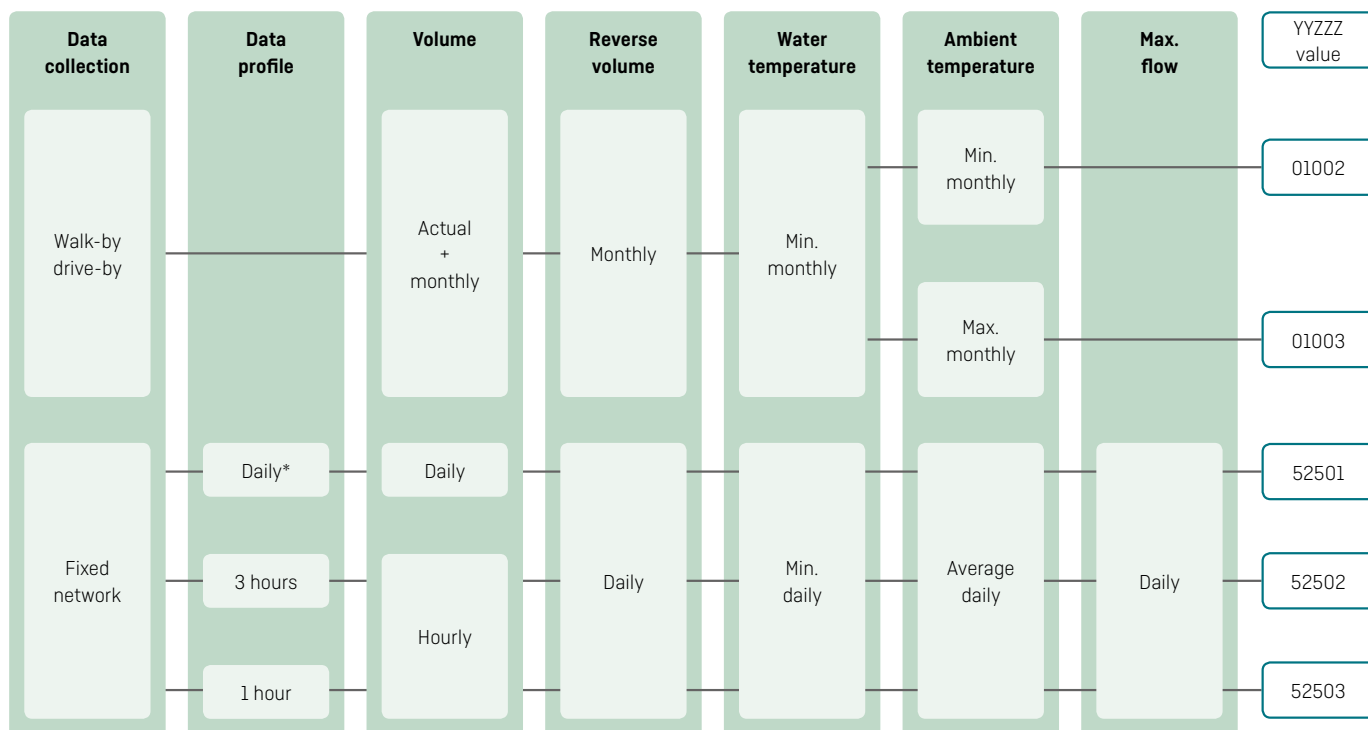 Data
collection
Data
profile
Volume
Reverse
volume
Water
temperature
Ambient
temperature
Max.
flow
YYZZZ
value
Walk-by
drive-by
Actual
+
monthly
Monthly
Min.
monthly
Min.
monthly
01002
Max.
monthly
01003
Fixed
network
Daily*
Daily
52501
3 hours
Hourly
Daily
Min.
daily
Average
daily
Daily
52502
1 hour
52503